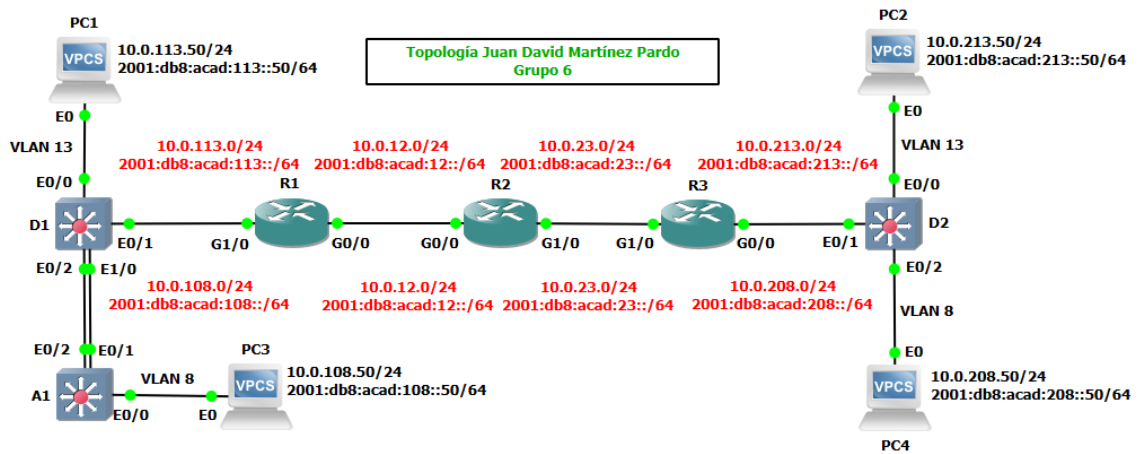 PC1
10.0.113.50/24
2001:db8:acad:113::50/64
VPCS
E0
VLAN 13
E0/0
Topología Juan David Martínez Pardo
Grupo 6
PC2
10.0.213.50/24
2001:db8:acad:213::50/64
VPCS
E0
VLAN 13
E0/0
10.0.113.0/24
2001:db8:acad:113::/64
10.0.12.0/24
2001:db8:acad:12::/64
10.0.23.0/24
2001:db8:acad:23::/64
10.0.213.0/24
2001:db8:acad:213::/64
D1
E0/1
G1/0
R1
G0/0
G0/0
R2
G1/0
G1/0
R3
G0/0
E0/1
D2
E0/2
E1/0
10.0.108.0/24
2001:db8:acad:108::/64
10.0.12.0/24
2001:db8:acad:12::/64
10.0.23.0/24
2001:db8:acad:23::/64
10.0.208.0/24
2001:db8:acad:208::/64
E0/2
VLAN 8
E0
E0/2
E0/1
A1
E0/0
VLAN 8
E0
PC3
VPCS
10.0.108.50/24
2001:db8:acad:108::50/64
VPCS
10.0.208.50/24
2001:db8:acad:208::50/64
PC4